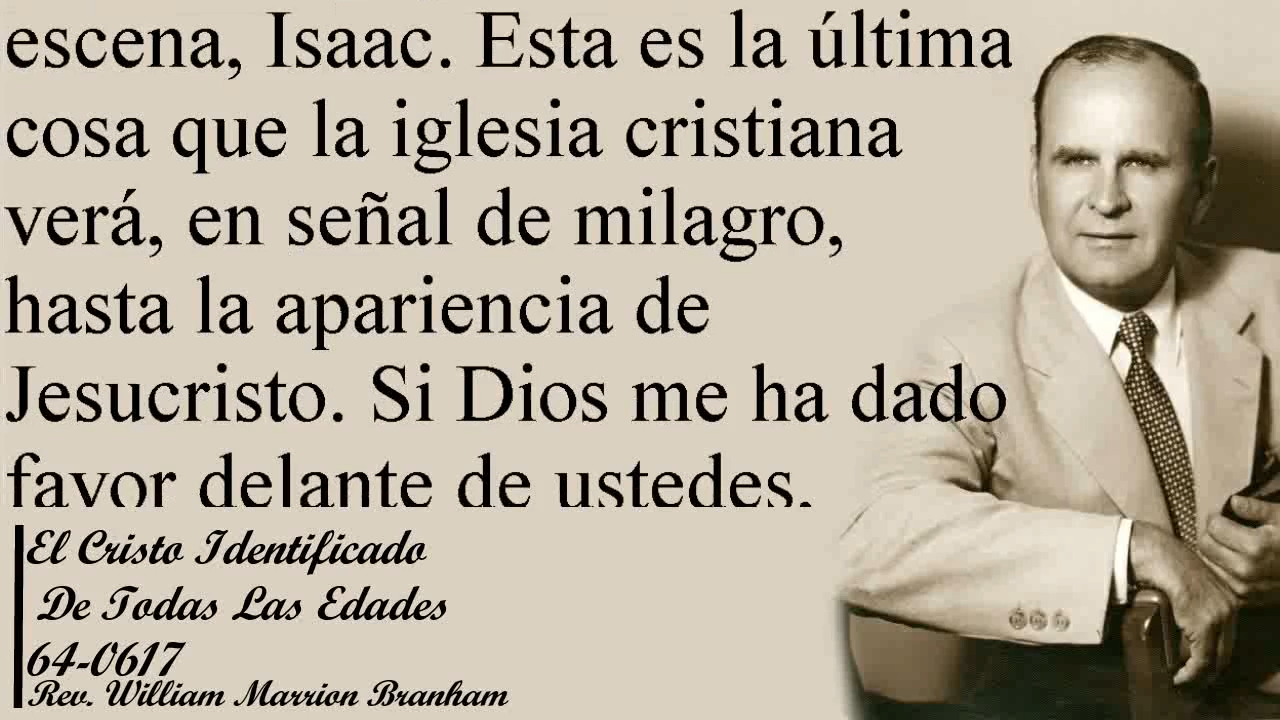 escena, Isaac. Esta es la última
cosa que la iglesia cristiana
verá, en señal de milagro,
hasta la apariencia de
Jesucristo. Si Dios me ha dado
favor delante de ustedes,
El Cristo Identificado
De Todas Las Edades
64-0617
Rev. William Marrion Branham